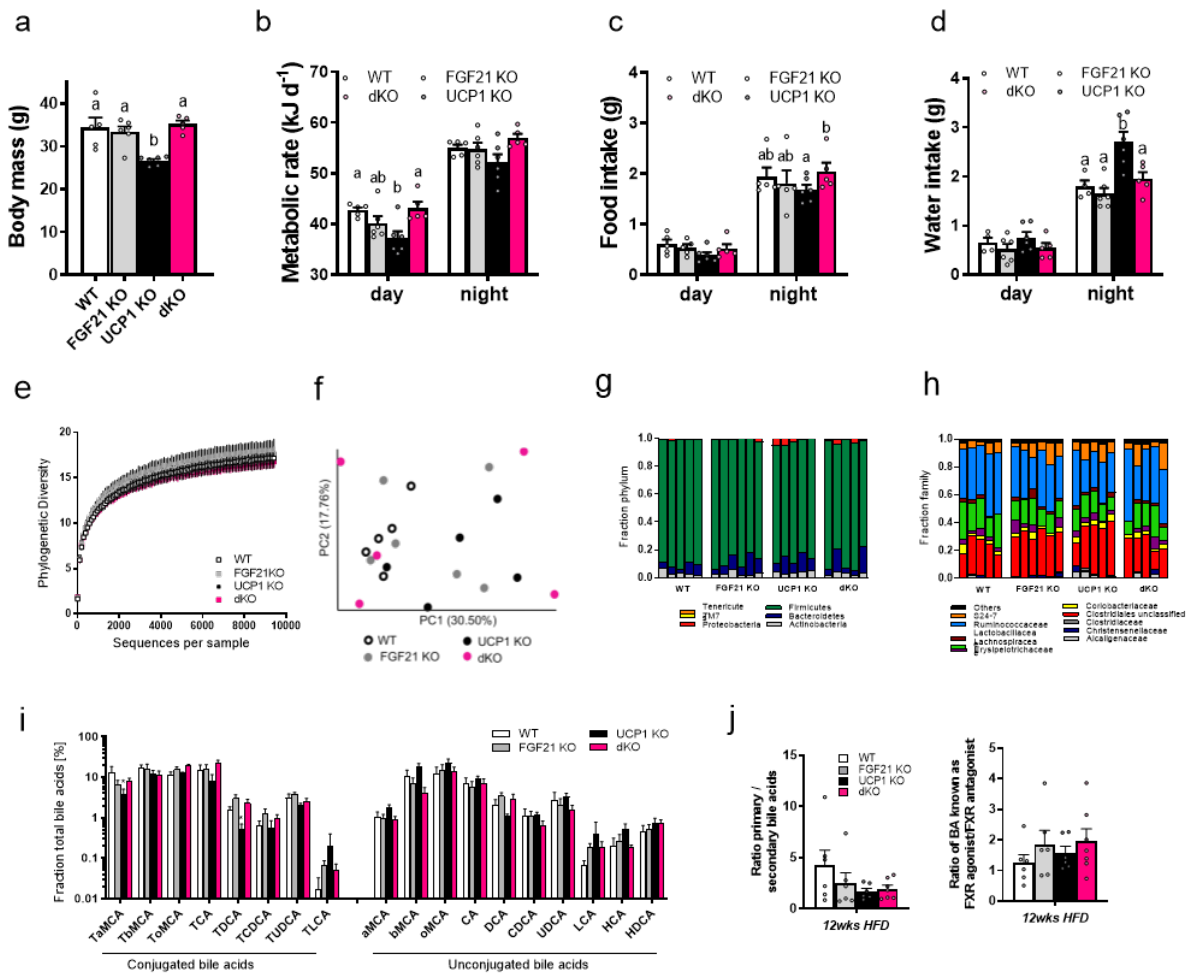 a
Body mass (g)
40
30
20
10
0
a
a
b
a
WT
FGF21 KO
UCP1 KO
dKO
b
Metabolic rate (kJ d⁻¹)
70
60
50
40
30
WT
FGF21 KO
dKO
UCP1 KO
a
ab
b
a
day
night
c
Food intake (g)
4
2
0
WT
FGF21 KO
dKO
UCP1 KO
ab
ab
a
b
day
night
d
Water intake (g)
4
3
2
1
0
WT
FGF21 KO
dKO
UCP1 KO
a
a
b
a
day
night
e
Phylogenetic Diversity
20
15
10
5
0
0
2000
4000
6000
8000
10000
Sequences per sample
WT
FGF21KO
UCP1 KO
dKO
f
PC2 (17.76%)
PC1 (30.50%)
WT
UCP1 KO
FGF21 KO
dKO
g
Fraction phylum
1.0
0.8
0.6
0.4
0.2
0.0
WT
FGF21 KO
UCP1 KO
dKO
Tenericute
TM7
Proteobacteria
Firmicutes
Bacteroidetes
Actinobacteria
h
Fraction family
1.0
0.8
0.6
0.4
0.2
0.0
WT
FGF21 KO
UCP1 KO
dKO
Others
S24-7
Ruminococcaceae
Lactobacillacea
Lachnospiracea
Erysipelotrichaceae
Coriobacteriaceae
Clostridiales unclassified
Clostridiaceae
Christensenellaceae
Alcaligenaceae
i
Fraction total bile acids [%]
100
10
1
0.1
0.01
WT
UCP1 KO
FGF21 KO
dKO
TaMCA
TbMCA
ToMCA
TCA
TDCA
TCDCA
TUDCA
TLCA
aMCA
bMCA
oMCA
CA
DCA
CDCA
UDCA
LCA
HCA
HDCA
Conjugated bile acids
Unconjugated bile acids
j
Ratio primary /
secondary bile acids
15
10
5
0
WT
FGF21 KO
UCP1 KO
dKO
12wks HFD
Ratio of BA known as
FXR agonist/FXR antagonist
5
4
3
2
1
0
12wks HFD